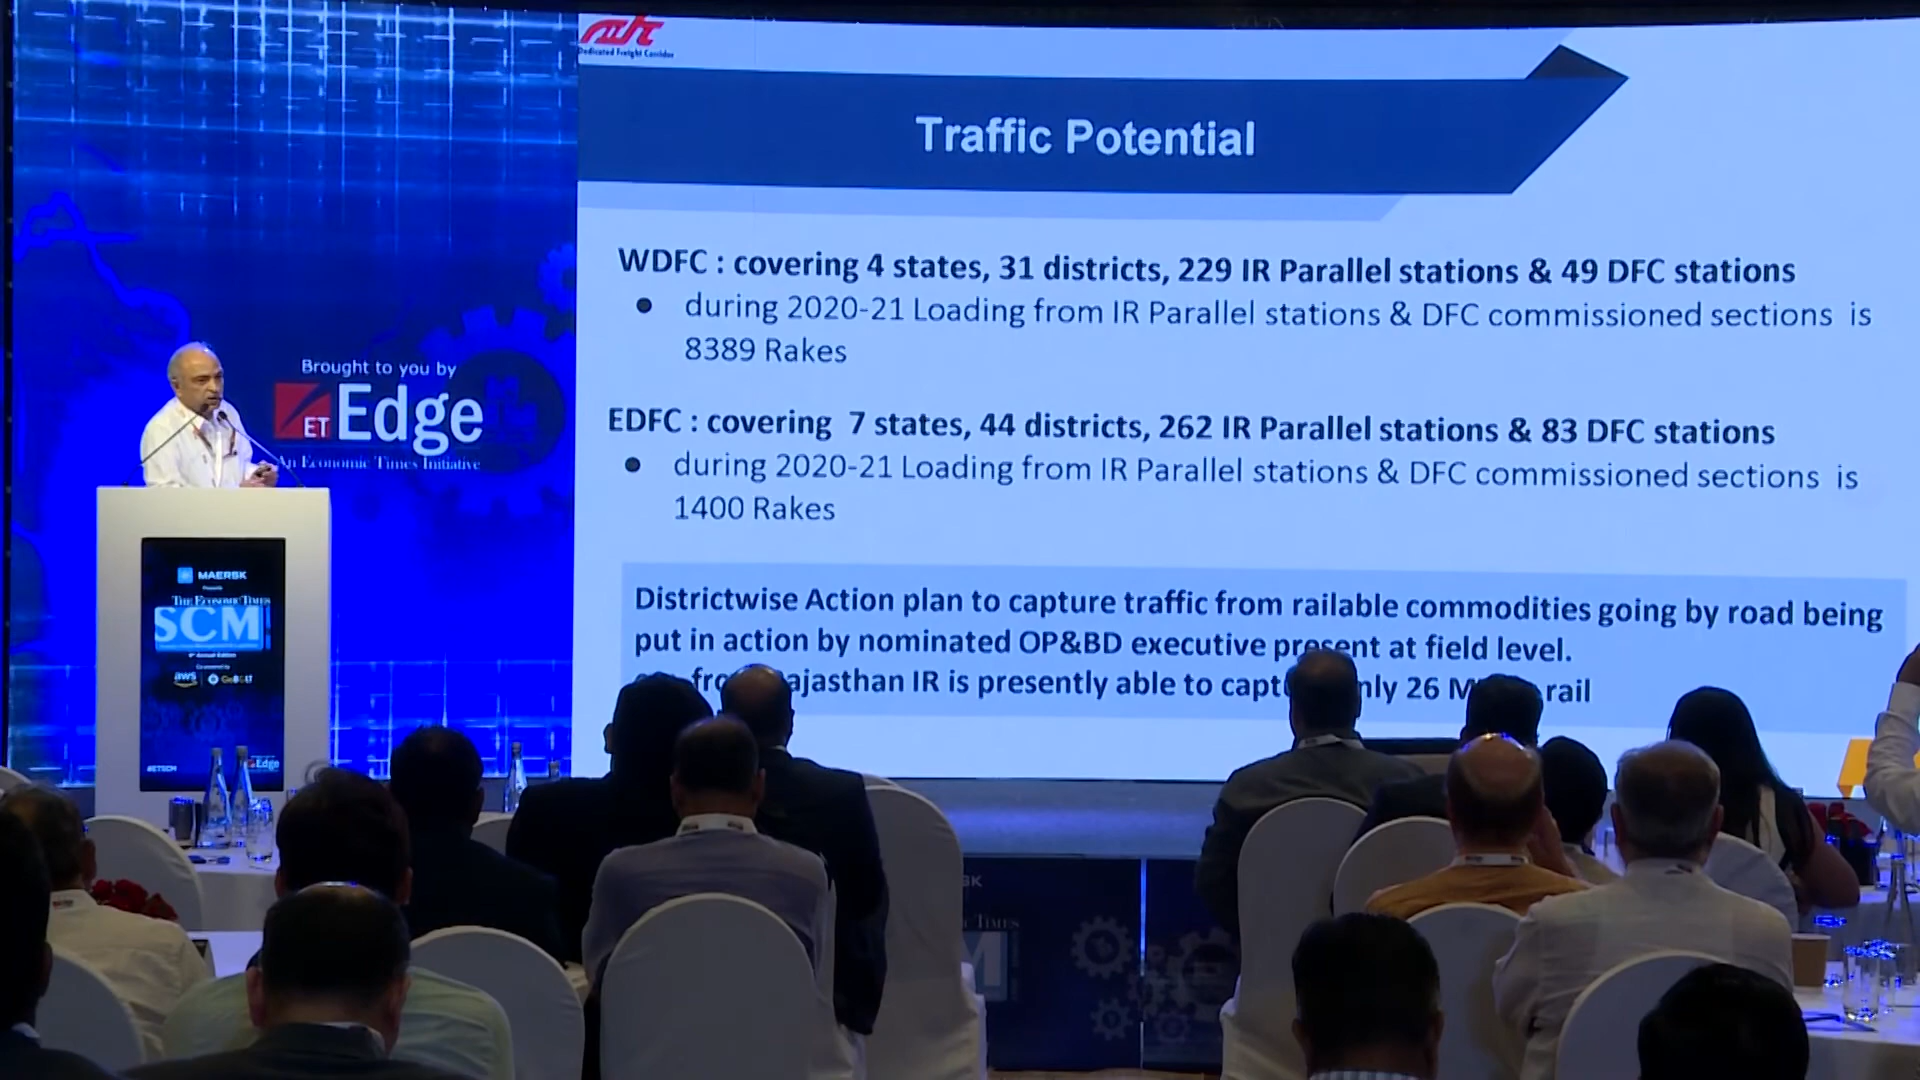 Dedicated Freight Corridor
Traffic Potential
WDFC : covering 4 states, 31 districts, 229 IR Parallel stations & 49 DFC stations
● during 2020-21 Loading from IR Parallel stations & DFC commissioned sections is
8389 Rakes
EDFC : covering 7 states, 44 districts, 262 IR Parallel stations & 83 DFC stations
● during 2020-21 Loading from IR Parallel stations & DFC commissioned sections is
1400 Rakes
Districtwise Action plan to capture traffic from railable commodities going by road being
put in action by nominated OP&BD executive present at field level.
IR is presently able to 26 rail
Brought to you by
ET Edge
An Economic Times Initiative
MAERSK
Presents
THE ECONOMIC TIMES
SCM
aws
#ETSCM
Edge
TIMES